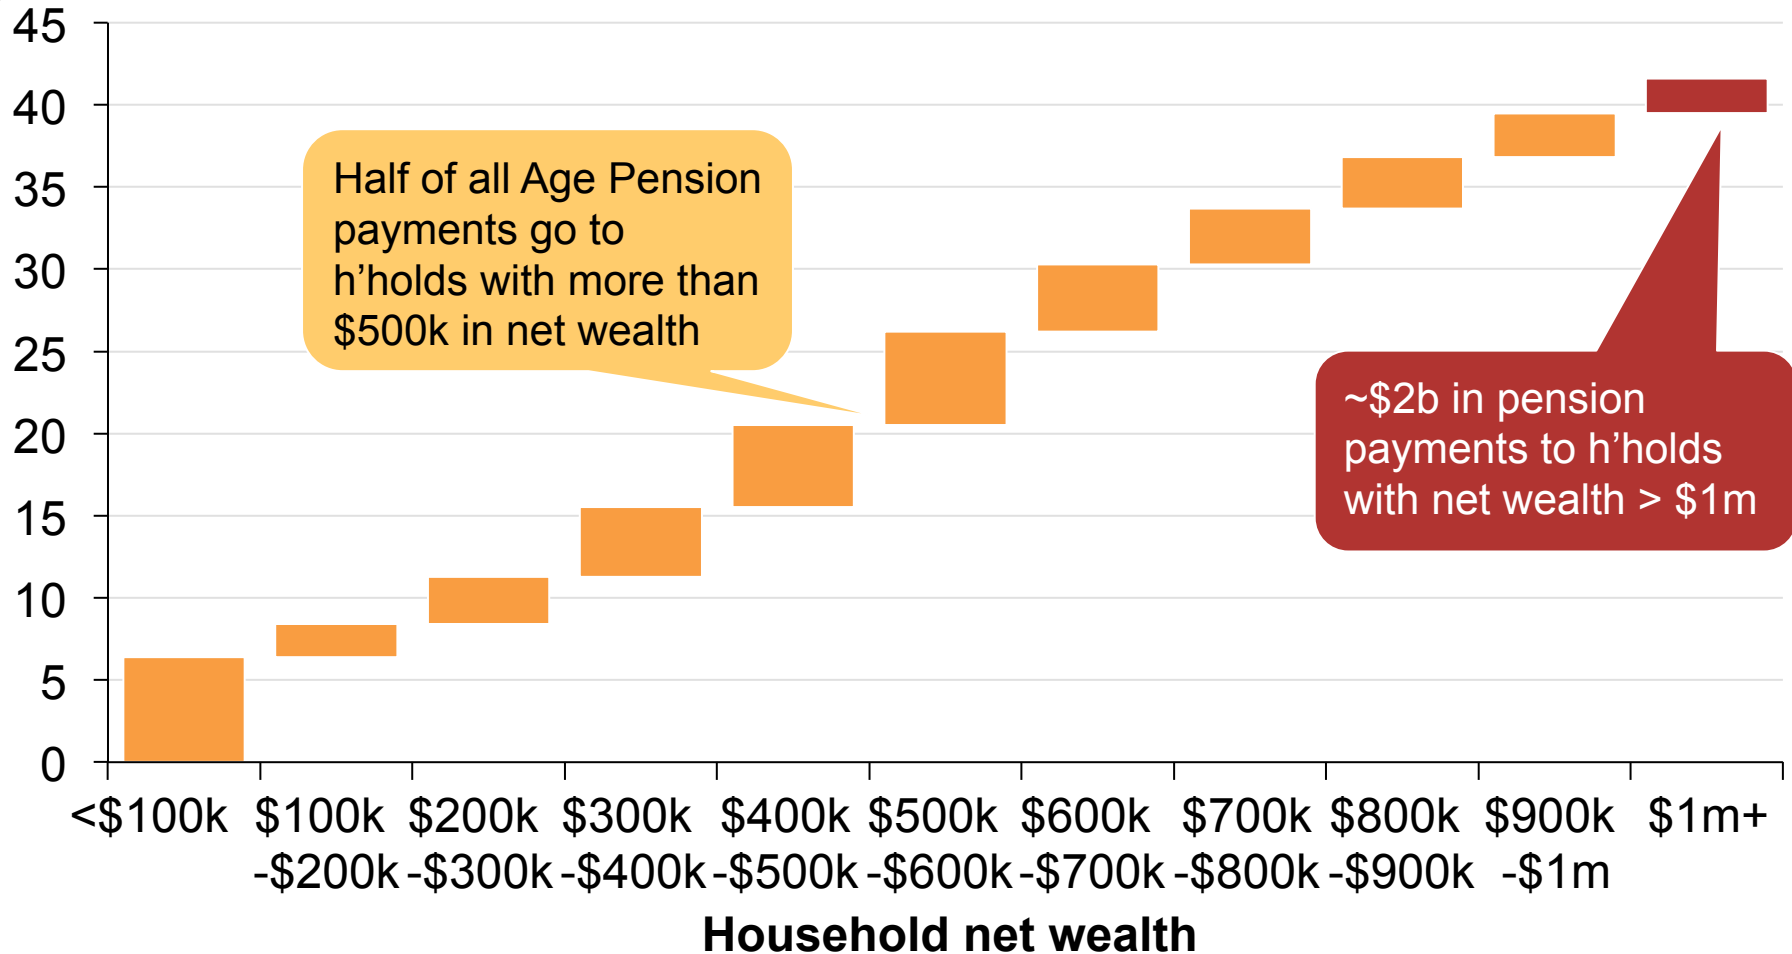 45
40
35
30
25
20
15
10
5
0
Half of all Age Pension
payments go to
h’holds with more than
$500k in net wealth
~$2b in pension
payments to h’holds
with net wealth > $1m
<$100k $100k $200k $300k $400k $500k $600k $700k $800k $900k $1m+
-$200k -$300k -$400k -$500k -$600k -$700k -$800k -$900k -$1m
Household net wealth